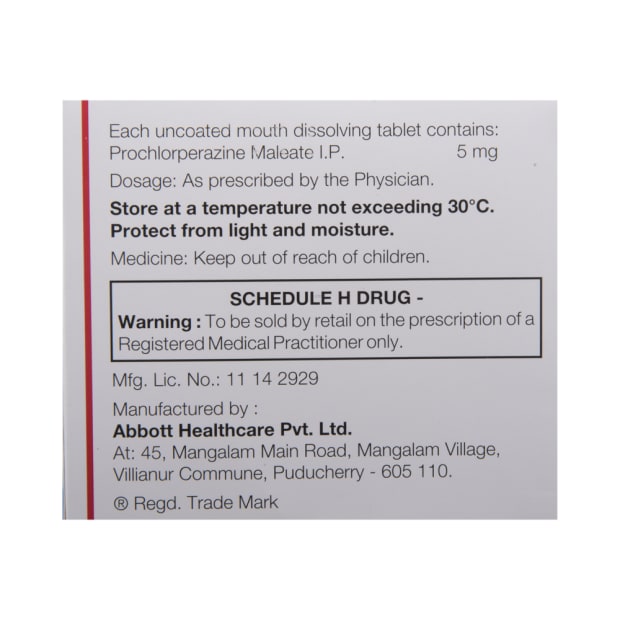 Each uncoated mouth dissolving tablet contains:
Prochlorperazine Maleate I.P. 5 mg
Dosage: As prescribed by the Physician.
Store at a temperature not exceeding 30°C.
Protect from light and moisture.
Medicine: Keep out of reach of children.
SCHEDULE H DRUG -
Warning : To be sold by retail on the prescription of a
Registered Medical Practitioner only.
Mfg. Lic. No.: 11 14 2929
Manufactured by :
Abbott Healthcare Pvt. Ltd.
At: 45, Mangalam Main Road, Mangalam Village,
Villianur Commune, Puducherry - 605 110.
® Regd. Trade Mark